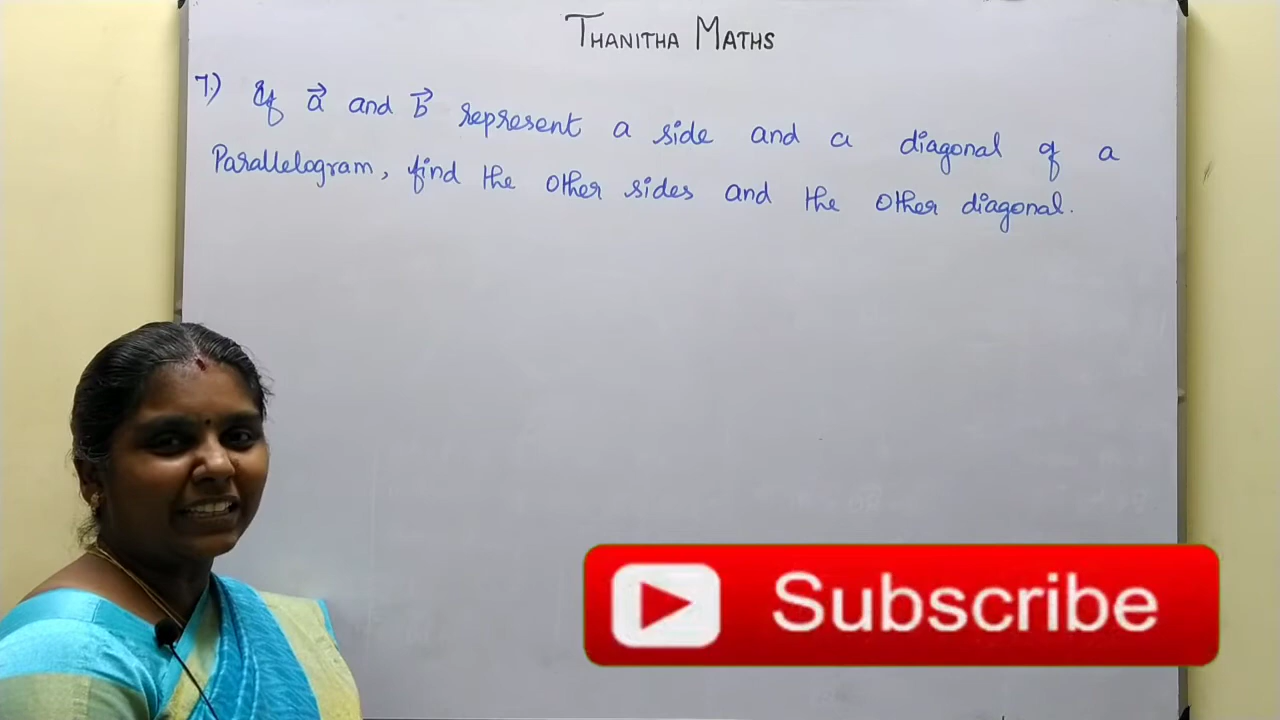 THANITHA MATHS
7.) If a⃗ and b⃗ represent a side and a diagonal of a
Parallelogram, find the other sides and the other diagonal.
Subscribe